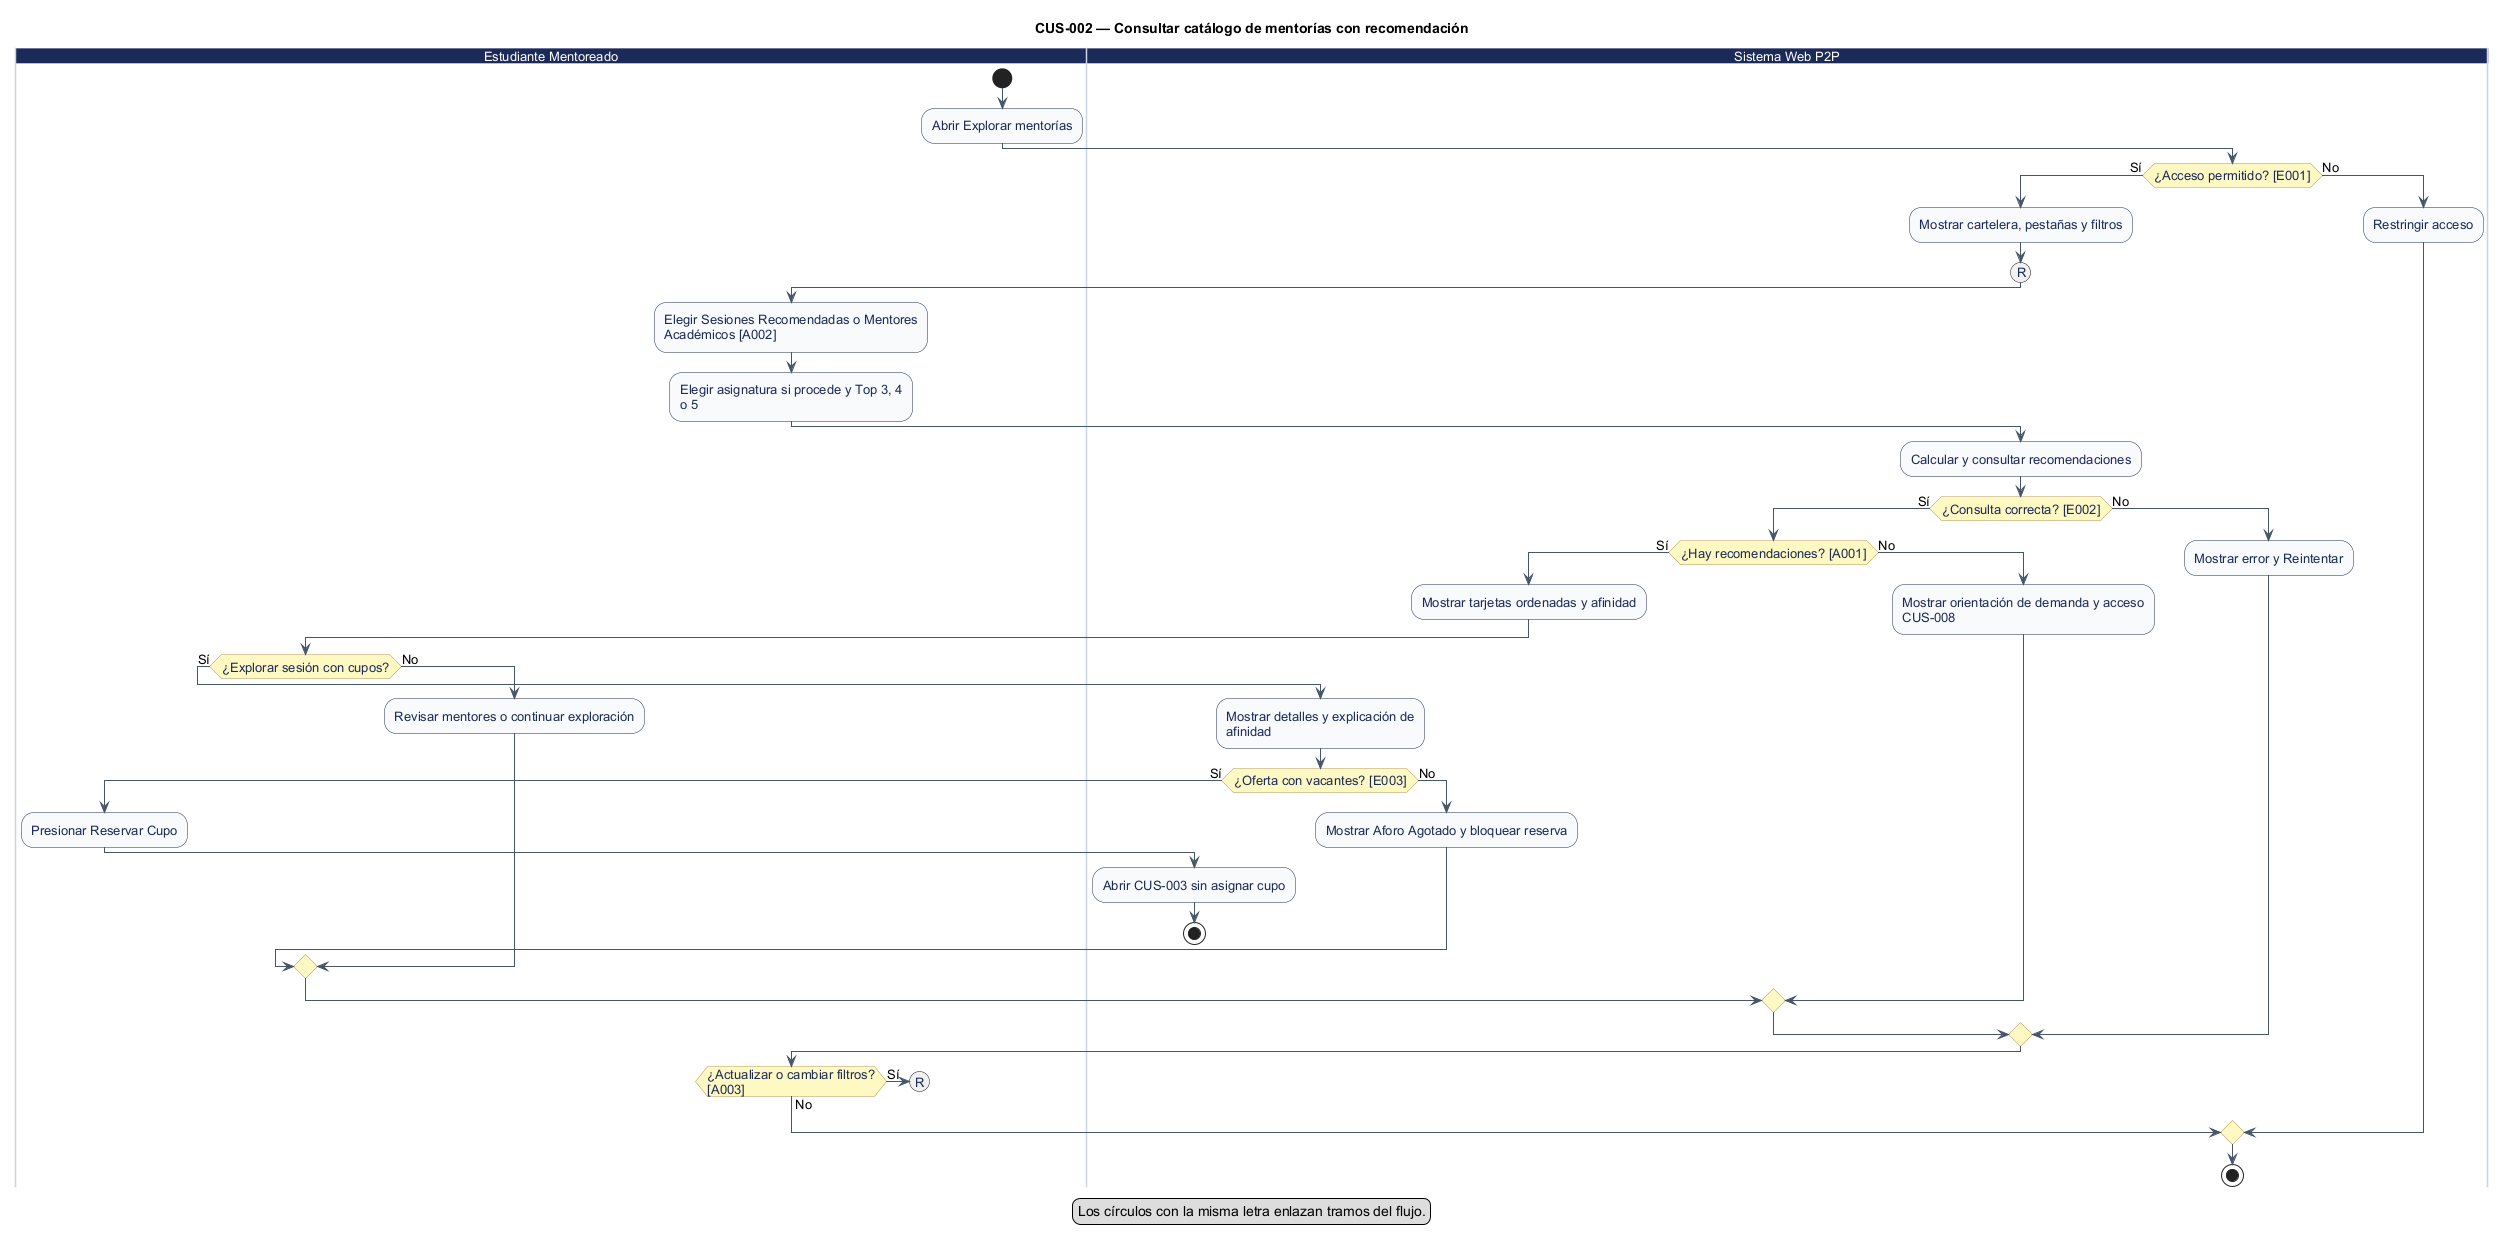 CUS-002 — Consultar catálogo de mentorías con recomendación
Estudiante Mentoreado
Sistema Web P2P
Abrir Explorar mentorías
Sí
¿Acceso permitido? [E001]
No
Mostrar cartelera, pestañas y filtros
Restringir acceso
R
Elegir Sesiones Recomendadas o Mentores
Académicos [A002]
Elegir asignatura si procede y Top 3, 4
o 5
Calcular y consultar recomendaciones
Sí
¿Consulta correcta? [E002]
No
Sí
¿Hay recomendaciones? [A001]
No
Mostrar error y Reintentar
Mostrar tarjetas ordenadas y afinidad
Mostrar orientación de demanda y acceso
CUS-008
Sí
¿Explorar sesión con cupos?
No
Revisar mentores o continuar exploración
Mostrar detalles y explicación de
afinidad
Sí
¿Oferta con vacantes? [E003]
No
Presionar Reservar Cupo
Mostrar Aforo Agotado y bloquear reserva
Abrir CUS-003 sin asignar cupo
¿Actualizar o cambiar filtros?
[A003]
Sí
R
No
Los círculos con la misma letra enlazan tramos del flujo.